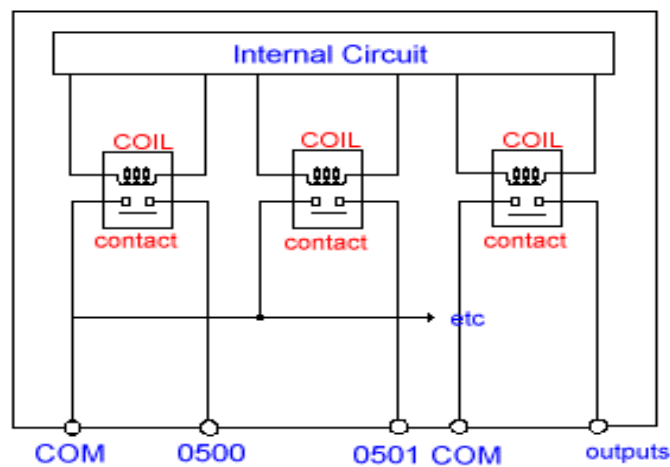 Internal Circuit
COIL COIL COIL
contact contact contact
etc
COM 0500 0501 COM outputs